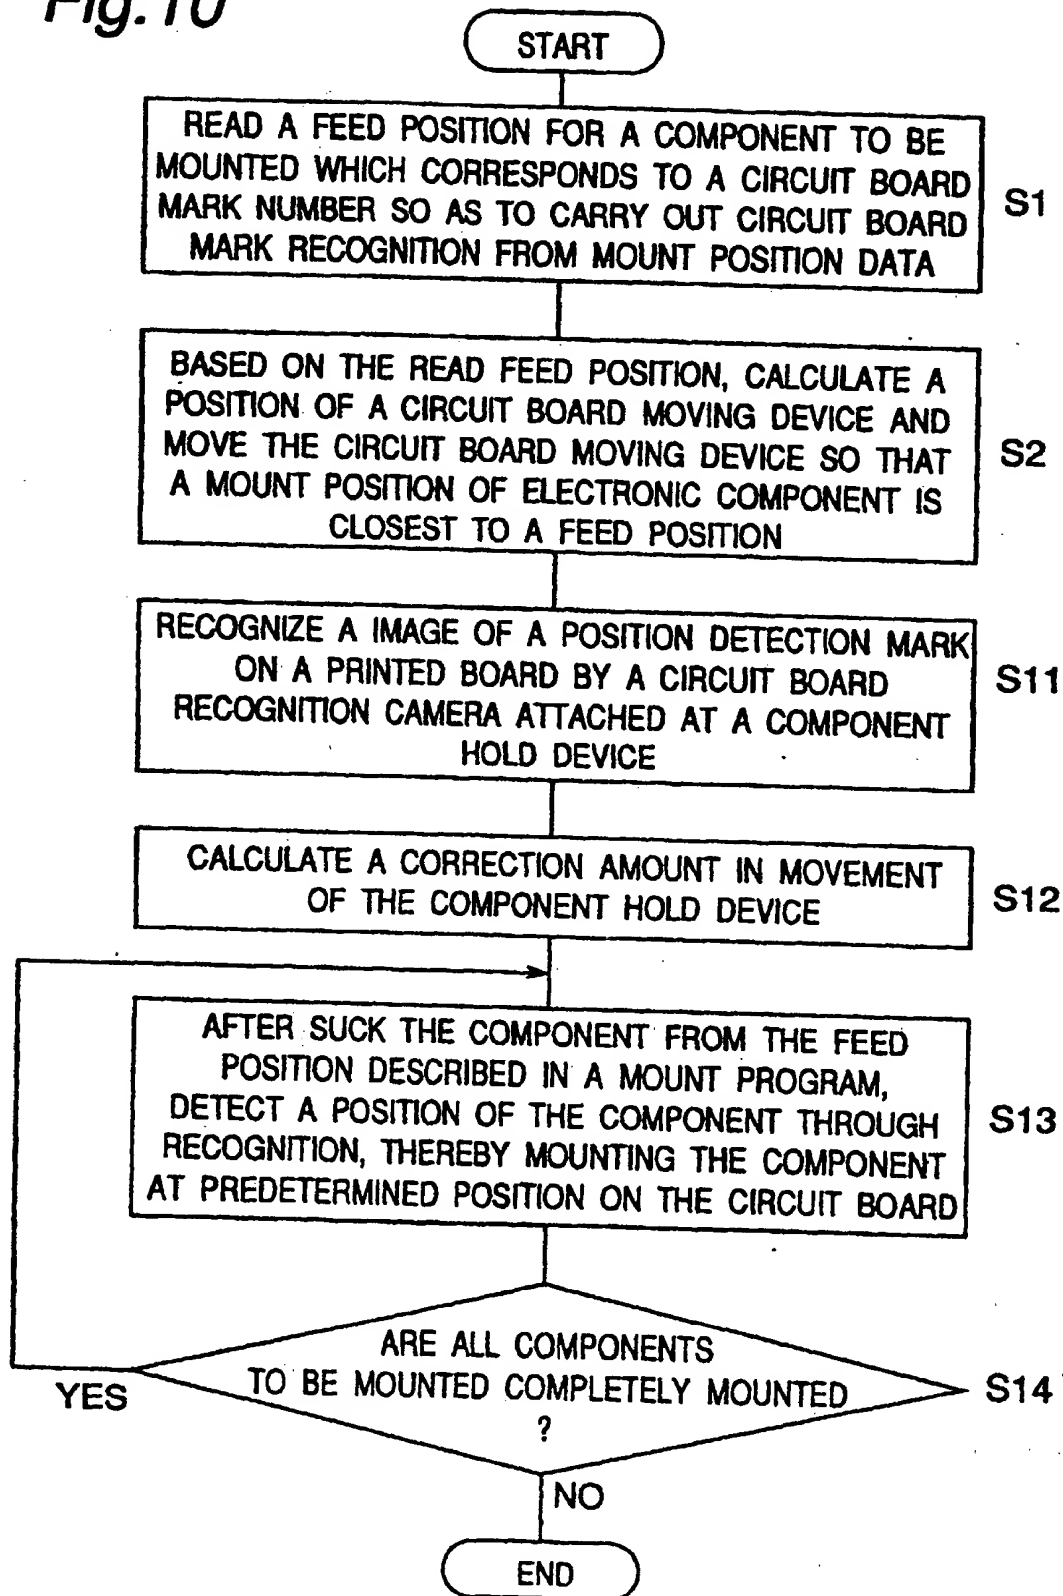 Fig. 10
START
READ A FEED POSITION FOR A COMPONENT TO BE
MOUNTED WHICH CORRESPONDS TO A CIRCUIT BOARD
MARK NUMBER SO AS TO CARRY OUT CIRCUIT BOARD
MARK RECOGNITION FROM MOUNT POSITION DATA
S1
BASED ON THE READ FEED POSITION, CALCULATE A
POSITION OF A CIRCUIT BOARD MOVING DEVICE AND
MOVE THE CIRCUIT BOARD MOVING DEVICE SO THAT
A MOUNT POSITION OF ELECTRONIC COMPONENT IS
CLOSEST TO A FEED POSITION
S2
RECOGNIZE A IMAGE OF A POSITION DETECTION MARK
ON A PRINTED BOARD BY A CIRCUIT BOARD
RECOGNITION CAMERA ATTACHED AT A COMPONENT
HOLD DEVICE
S11
CALCULATE A CORRECTION AMOUNT IN MOVEMENT
OF THE COMPONENT HOLD DEVICE
S12
AFTER SUCK THE COMPONENT FROM THE FEED
POSITION DESCRIBED IN A MOUNT PROGRAM,
DETECT A POSITION OF THE COMPONENT THROUGH
RECOGNITION, THEREBY MOUNTING THE COMPONENT
AT PREDETERMINED POSITION ON THE CIRCUIT BOARD
S13
ARE ALL COMPONENTS
TO BE MOUNTED COMPLETELY MOUNTED
?
S14
YES
NO
END